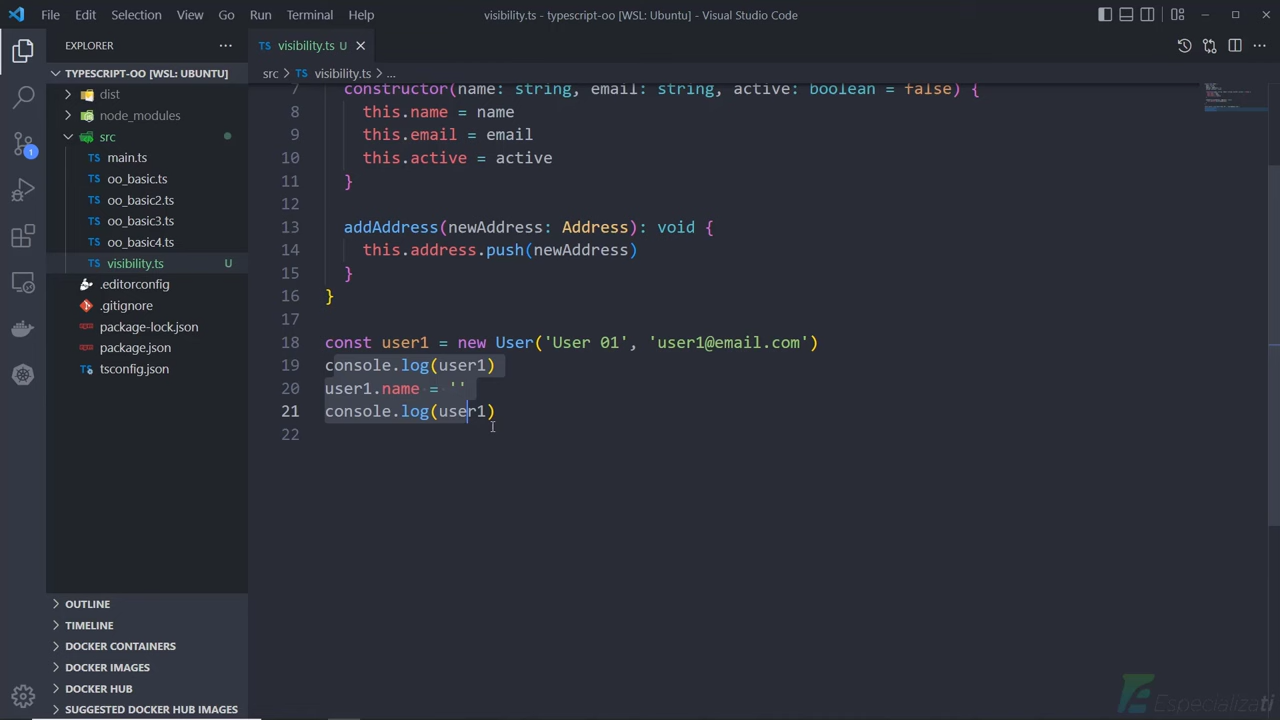 File Edit Selection View Go Run Terminal Help
visibility.ts - typescript-oo [WSL: Ubuntu] - Visual Studio Code
EXPLORER
TYPESCRIPT-OO [WSL: UBUNTU]
dist
node_modules
src
main.ts
oo_basic.ts
oo_basic2.ts
oo_basic3.ts
oo_basic4.ts
visibility.ts U
.editorconfig
.gitignore
package-lock.json
package.json
tsconfig.json
OUTLINE
TIMELINE
DOCKER CONTAINERS
DOCKER IMAGES
DOCKER HUB
SUGGESTED DOCKER HUB IMAGES
1
TS visibility.ts U
src > TS visibility.ts > ...
7 constructor(name: string, email: string, active: boolean = false) {
8 this.name = name
9 this.email = email
10 this.active = active
11 }
12
13 addAddress(newAddress: Address): void {
14 this.address.push(newAddress)
15 }
16 }
17
18 const user1 = new User('User 01', 'user1@email.com')
19 console.log(user1)
20 user1.name = ''
21 console.log(user1)
22
EspecializaTi